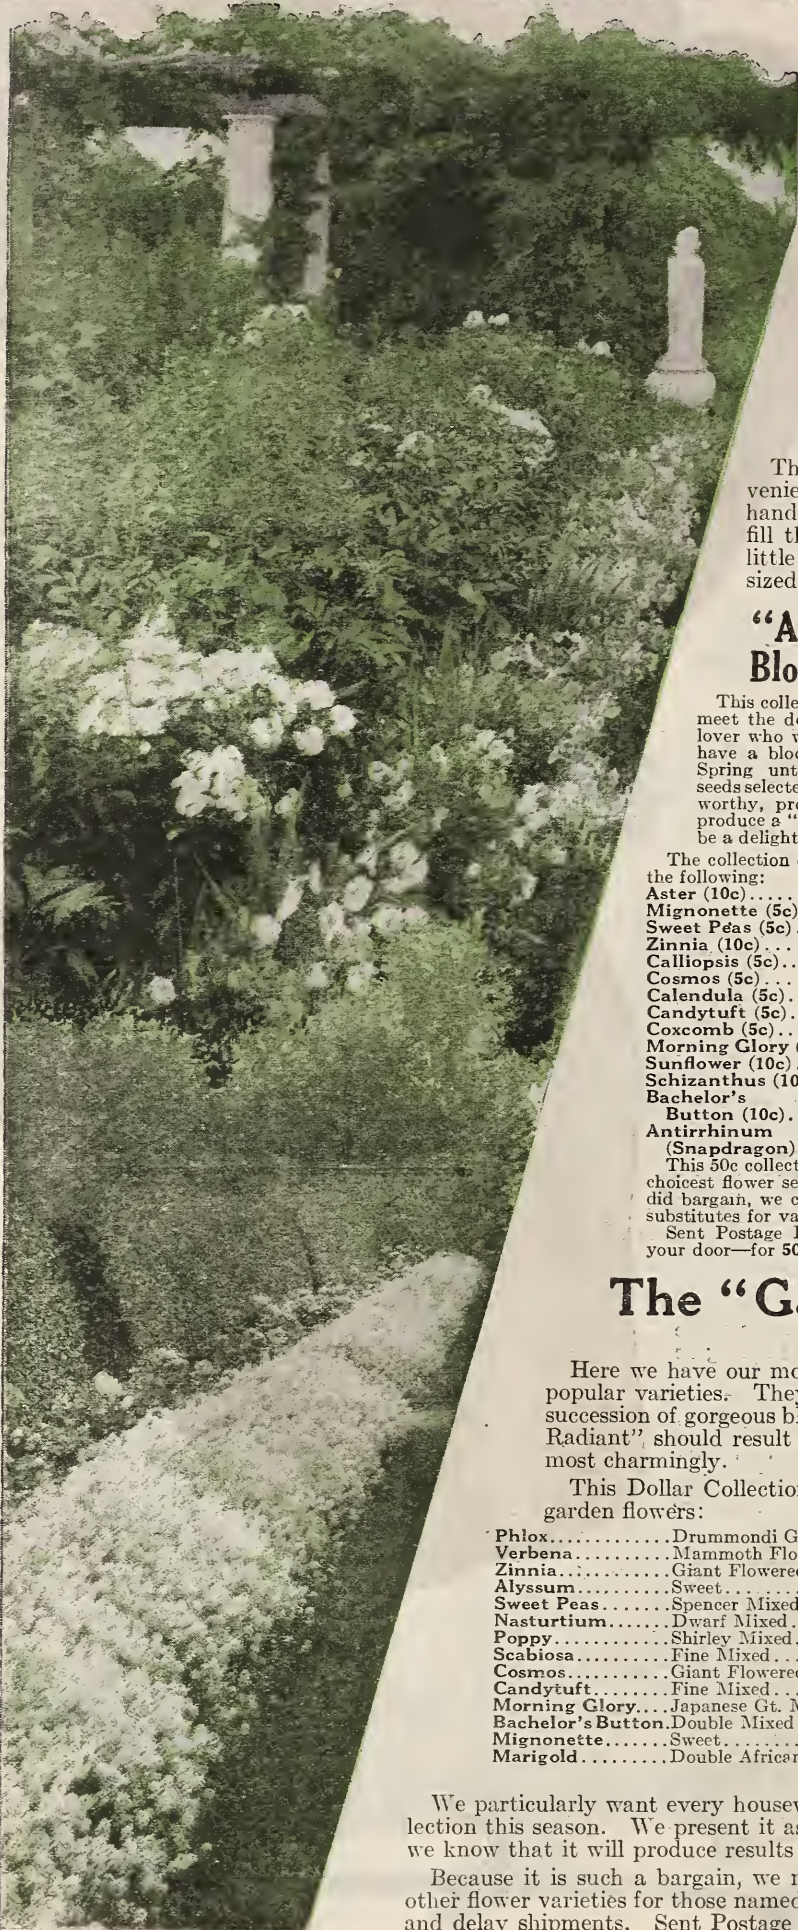 Th
venie
hand
fill tl
little
sized
“A
Blo
This colle
meet the de
lover who w
have a bloo
Spring unt
seeds selecte
worthy, pro
produce a “
be a delight
The collection
the following:
Aster (10c).....
Mignonette (5c)
Sweet Peas (5c).
Zinnia (10c)...
Calliopsis (5c)..
Cosmos (5c)....
Calendula (5c).
Candytuft (5c).
Coxcomb (5c)..
Morning Glory (
Sunflower (10c).
Schizanthus (10
Bachelor's
Button (10c).
Antirrhinum
(Snapdragon)
This 50c collect
choicest flower se
did bargain, we c
substitutes for va
Sent Postage
your door—for 50
The “Ga
Here we have our mo
popular varieties. They
succession of gorgeous bl
Radiant” should result
most charmingly.
This Dollar Collection
garden flowers:
Phlox............Drummondi G
Verbena..........Mammoth Flo
Zinnia...........Giant Flowered
Alyssum..........Sweet........
Sweet Peas.......Spencer Mixed
Nasturtium.......Dwarf Mixed.
Poppy............Shirley Mixed.
Scabiosa.........Fine Mixed...
Cosmos...........Giant Flowered
Candytuft........Fine Mixed...
Morning Glory....Japanese Gt. M
Bachelor's Button.Double Mixed
Mignonette.......Sweet........
Marigold.........Double African
We particularly want every housew
lection this season. We present it as
we know that it will produce results
Because it is such a bargain, we
other flower varieties for those named
and delay shipments. Sent Postage